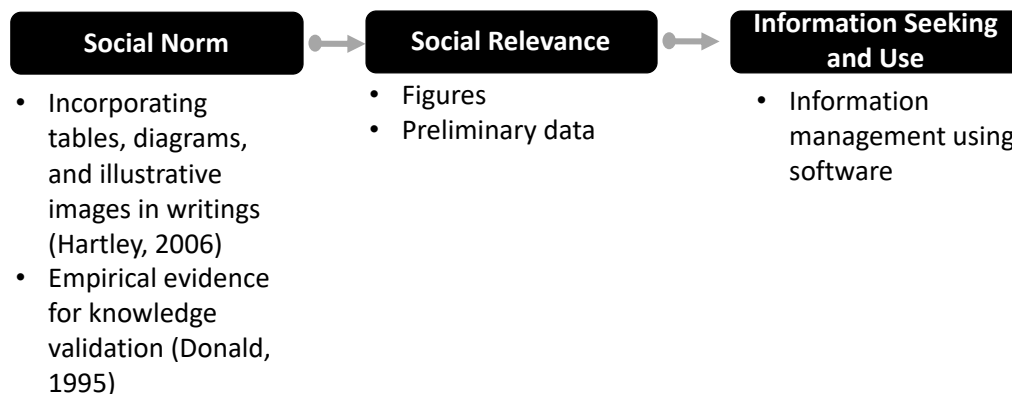 Social Norm
• Incorporating
tables, diagrams,
and illustrative
images in writings
(Hartley, 2006)
• Empirical evidence
for knowledge
validation (Donald,
1995)
Social Relevance
• Figures
• Preliminary data
Information Seeking
and Use
• Information
management using
software